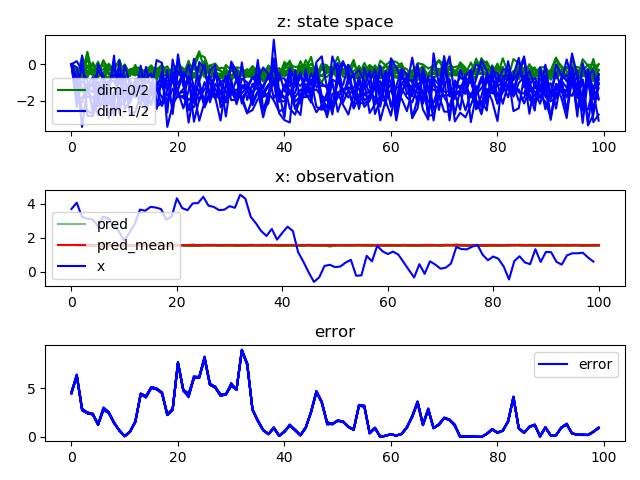 z: state space
0
−2
dim-0/2
dim-1/2
0 20 40 60 80 100
x: observation
4
2
0
pred
pred_mean
x
0 20 40 60 80 100
error
5
0
error
0 20 40 60 80 100